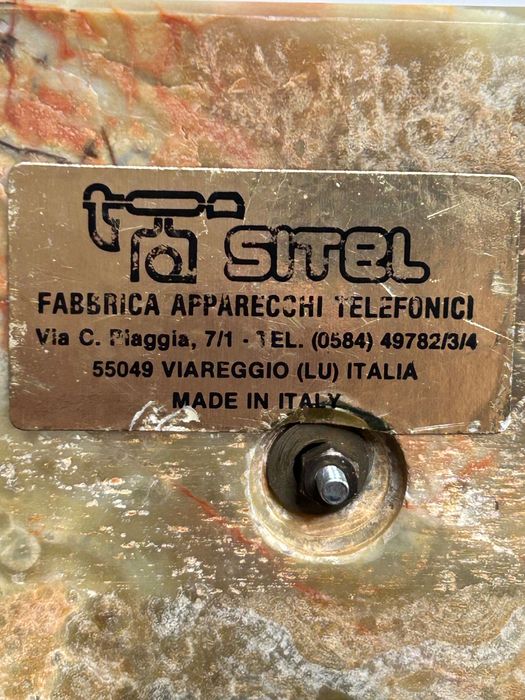 SITEL
FABBRICA APPARECCHI TELEFONICI
Via C. Piaggia, 7/1 - TEL. (0584) 49782/3/4
55049 VIAREGGIO (LU) ITALIA
MADE IN ITALY